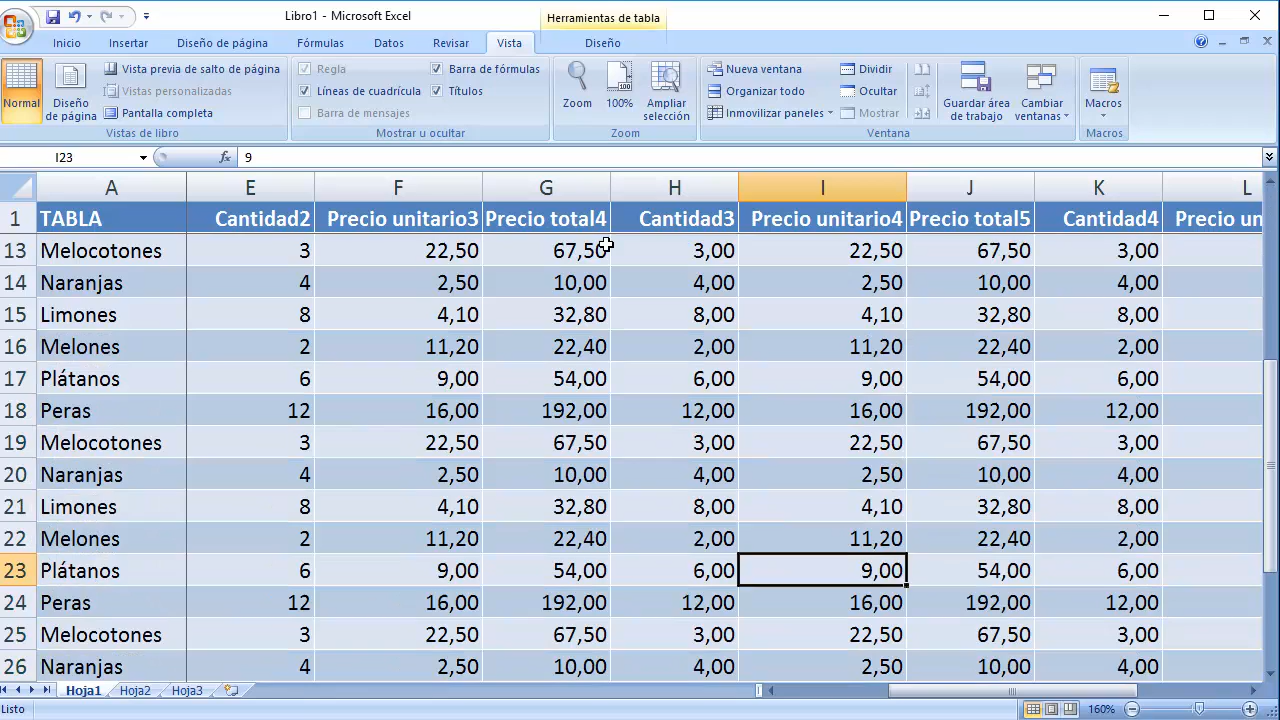 Libro1 - Microsoft Excel
Herramientas de tabla
Inicio Insertar Diseño de página Fórmulas Datos Revisar Vista Diseño
Normal
Diseño de página
Vista previa de salto de página
Vistas personalizadas
Pantalla completa
Vistas de libro
Regla
Líneas de cuadrícula
Barra de mensajes
Barra de fórmulas
Títulos
Mostrar u ocultar
Zoom
100%
Ampliar selección
Zoom
Nueva ventana
Organizar todo
Inmovilizar paneles
Dividir
Ocultar
Mostrar
Guardar área de trabajo
Cambiar ventanas
Ventana
Macros
Macros
I23 fx 9
A E F G H I J K L
1 TABLA Cantidad2 Precio unitario3 Precio total4 Cantidad3 Precio unitario4 Precio total5 Cantidad4 Precio un
13 Melocotones 3 22,50 67,50 3,00 22,50 67,50 3,00
14 Naranjas 4 2,50 10,00 4,00 2,50 10,00 4,00
15 Limones 8 4,10 32,80 8,00 4,10 32,80 8,00
16 Melones 2 11,20 22,40 2,00 11,20 22,40 2,00
17 Plátanos 6 9,00 54,00 6,00 9,00 54,00 6,00
18 Peras 12 16,00 192,00 12,00 16,00 192,00 12,00
19 Melocotones 3 22,50 67,50 3,00 22,50 67,50 3,00
20 Naranjas 4 2,50 10,00 4,00 2,50 10,00 4,00
21 Limones 8 4,10 32,80 8,00 4,10 32,80 8,00
22 Melones 2 11,20 22,40 2,00 11,20 22,40 2,00
23 Plátanos 6 9,00 54,00 6,00 9,00 54,00 6,00
24 Peras 12 16,00 192,00 12,00 16,00 192,00 12,00
25 Melocotones 3 22,50 67,50 3,00 22,50 67,50 3,00
26 Naranjas 4 2,50 10,00 4,00 2,50 10,00 4,00
Hoja1 Hoja2 Hoja3
Listo 160%